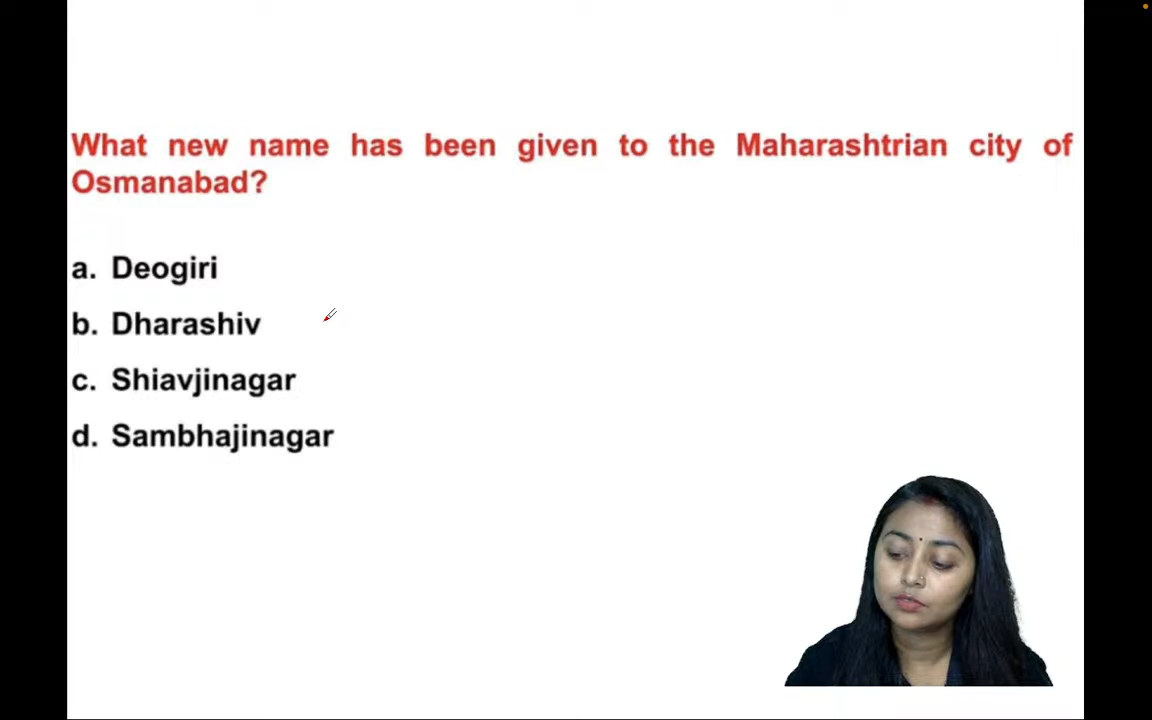 What new name has been given to the Maharashtrian city of
Osmanabad?
a. Deogiri
b. Dharashiv
c. Shiavjinagar
d. Sambhajinagar